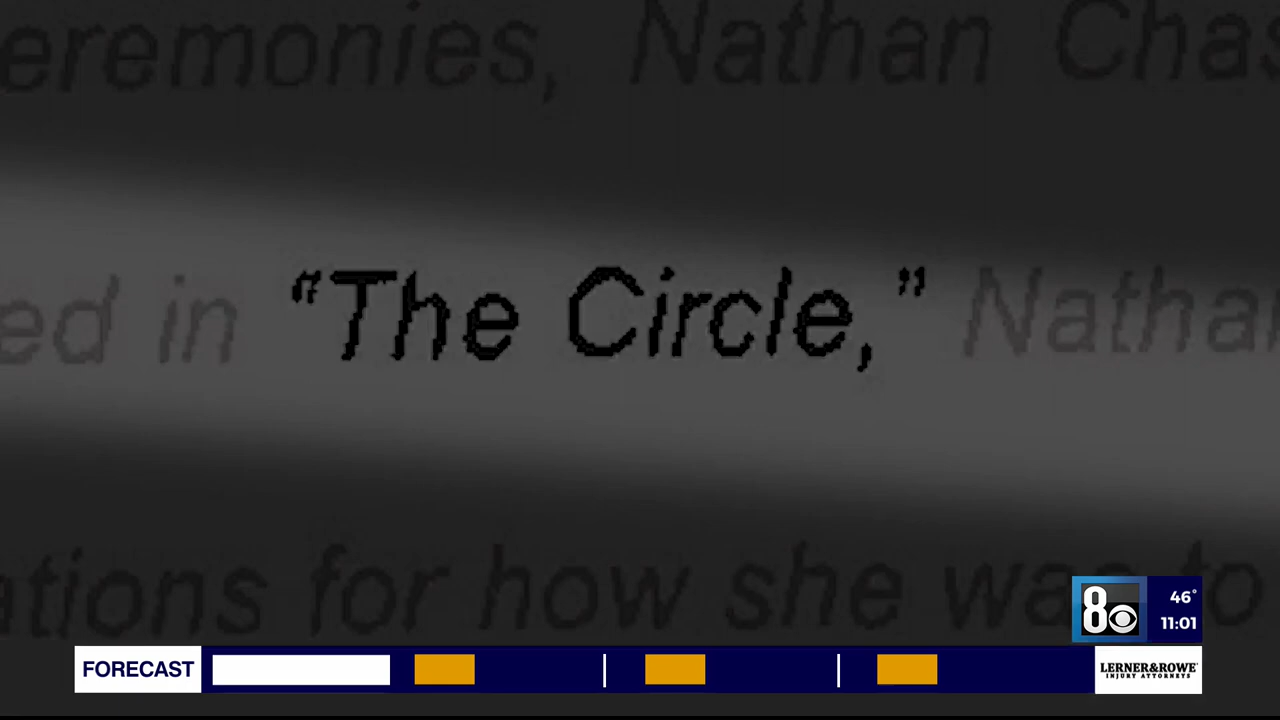 eremonies, Nathan Chas
ed in “The Circle,” Nathan
ations for how she was to
8
46°
11:01
FORECAST
LERNER&ROWE
INJURY ATTORNEYS